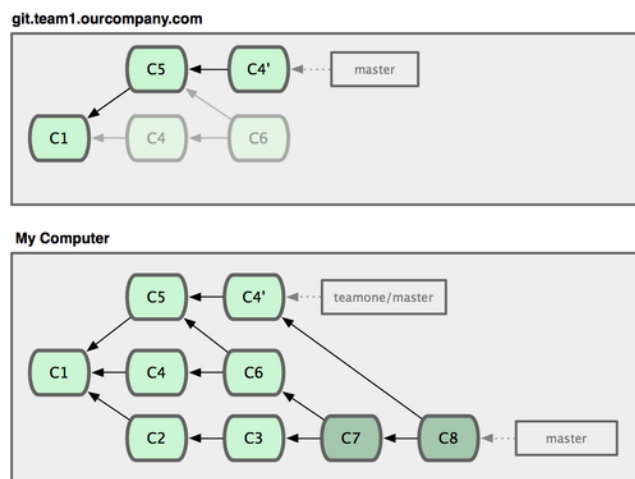 git.team1.ourcompany.com
C5 C4' master
C1 C4 C6
My Computer
C5 C4' teamone/master
C1 C4 C6
C2 C3 C7 C8 master